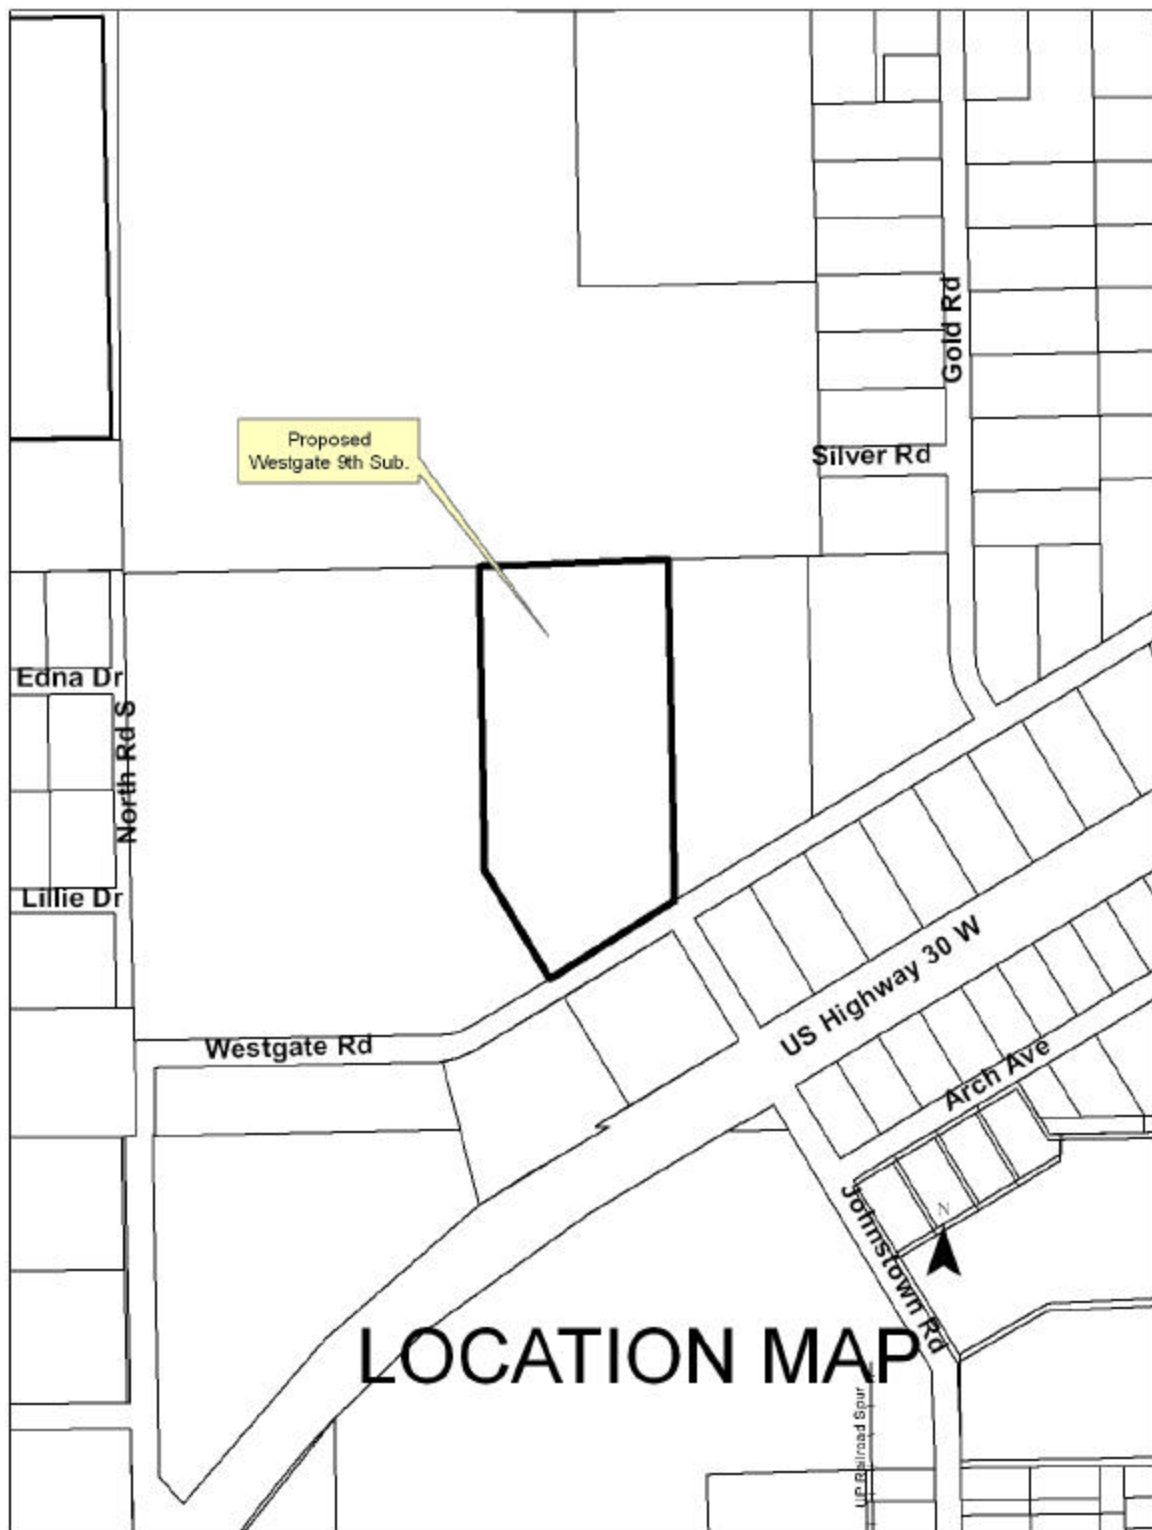 Gold Rd
Proposed
Westgate 9th Sub.
Silver Rd
Edna Dr
North Rd S
Lillie Dr
US Highway 30 W
Westgate Rd
Arch Ave
Johnstown Rd
N
LOCATION MAP
UP Railroad Spur